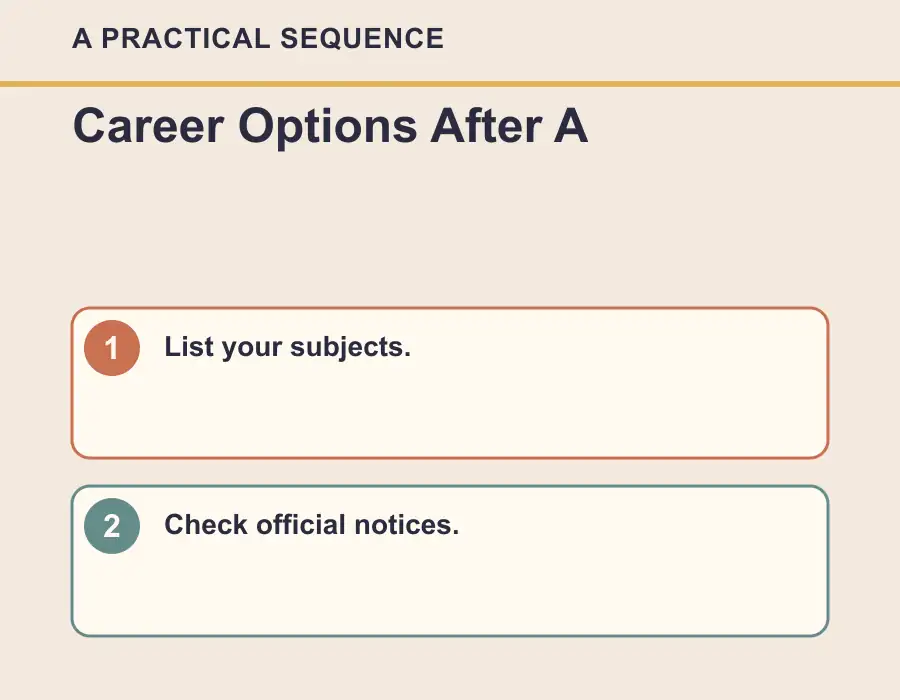 A PRACTICAL SEQUENCE
Career Options After A
1 List your subjects.
2 Check official notices.